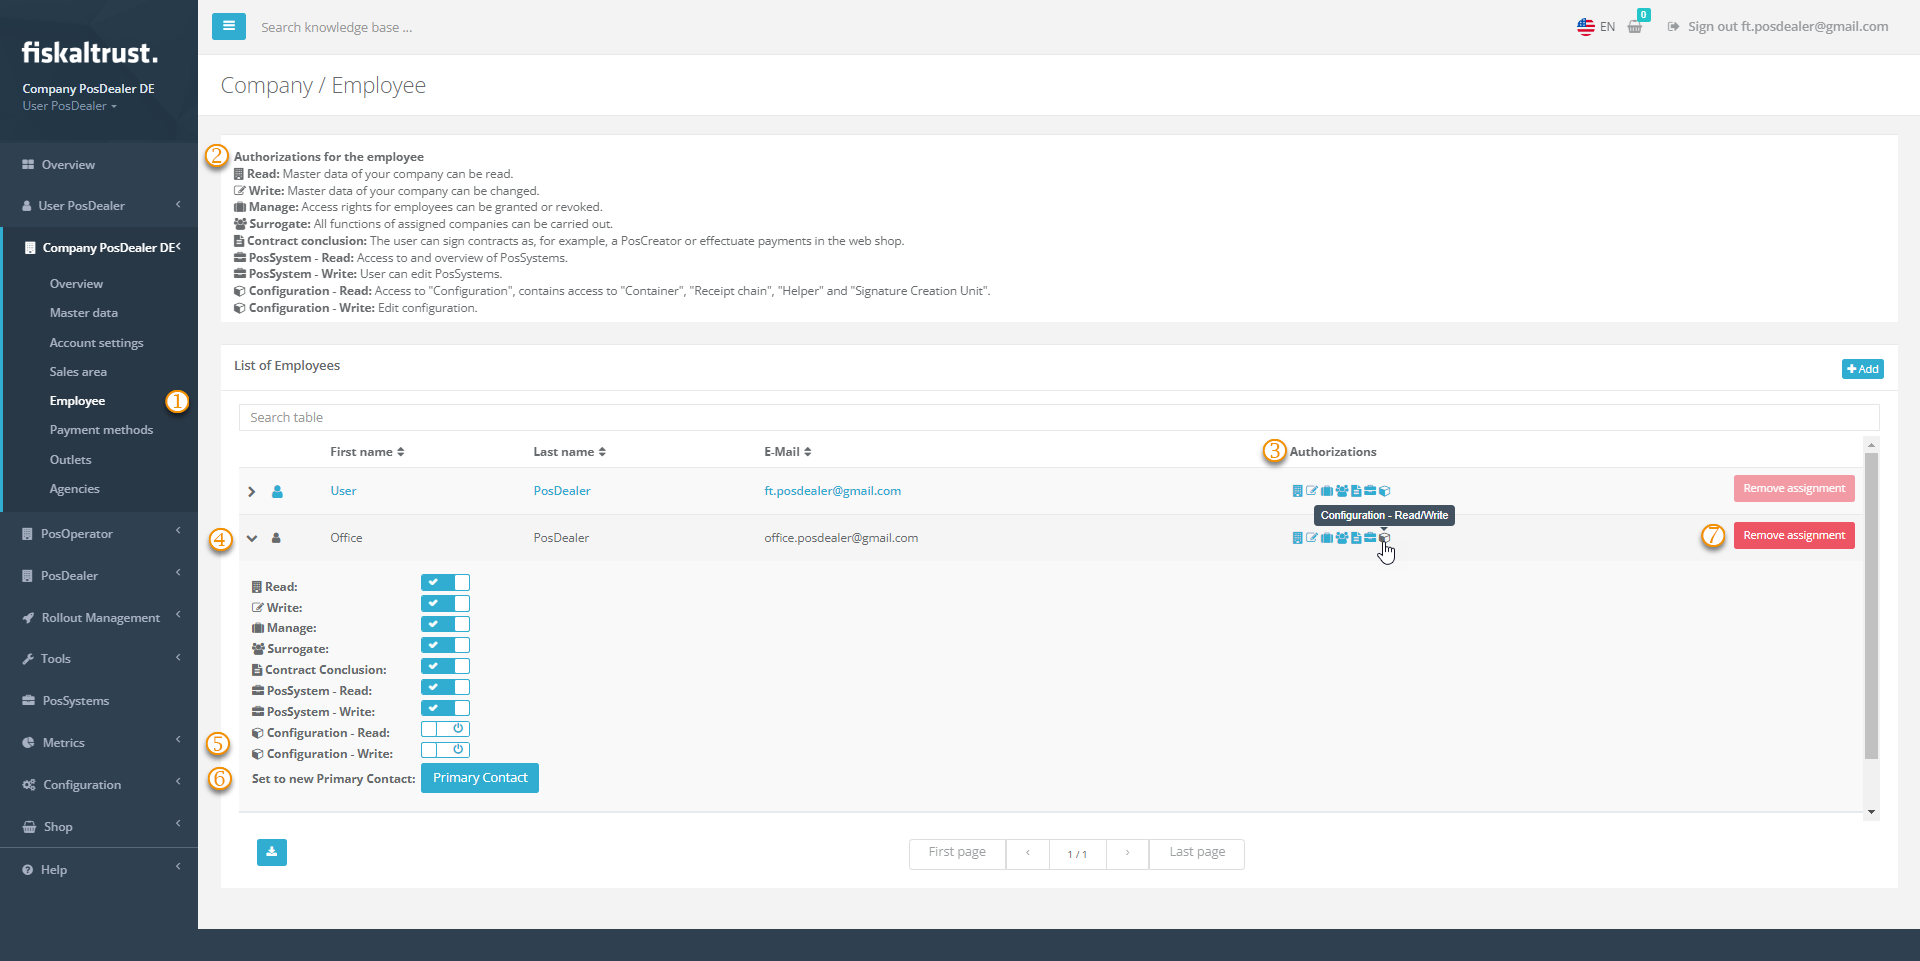 fiskaltrust.
Company PosDealer DE
User PosDealer
Overview
User PosDealer
Company PosDealer DE
Overview
Master data
Account settings
Sales area
Employee
1
Payment methods
Outlets
Agencies
PosOperator
PosDealer
Rollout Management
Tools
PosSystems
Metrics
Configuration
Shop
Help
Search knowledge base ...
EN
0
Sign out ft.posdealer@gmail.com
Company / Employee
2
Authorizations for the employee
Read: Master data of your company can be read.
Write: Master data of your company can be changed.
Manage: Access rights for employees can be granted or revoked.
Surrogate: All functions of assigned companies can be carried out.
Contract conclusion: The user can sign contracts as, for example, a PosCreator or effectuate payments in the web shop.
PosSystem - Read: Access to and overview of PosSystems.
PosSystem - Write: User can edit PosSystems.
Configuration - Read: Access to "Configuration", contains access to "Container", "Receipt chain", "Helper" and "Signature Creation Unit".
Configuration - Write: Edit configuration.
List of Employees
Add
Search table
First name Last name E-Mail 3 Authorizations
User PosDealer ft.posdealer@gmail.com Remove assignment
Configuration - Read/Write
4 Office PosDealer office.posdealer@gmail.com 7 Remove assignment
Read:
Write:
Manage:
Surrogate:
Contract Conclusion:
PosSystem - Read:
PosSystem - Write:
Configuration - Read:
5 Configuration - Write:
6 Set to new Primary Contact: Primary Contact
First page ‹ 1 / 1 › Last page